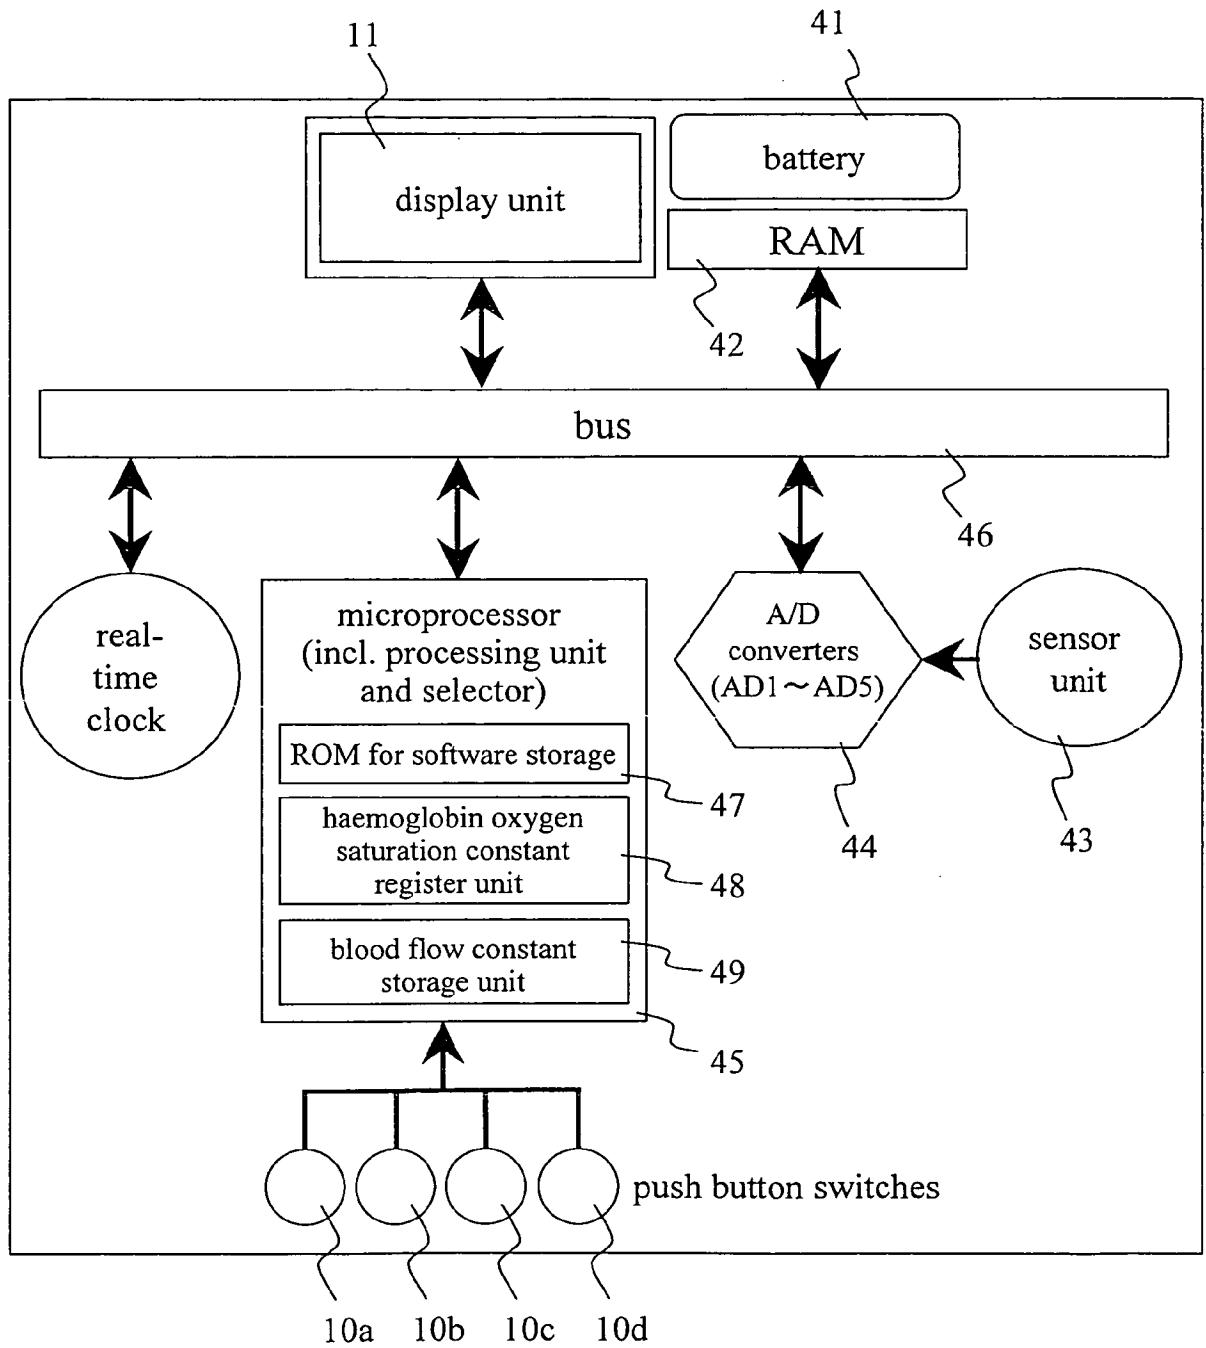 11
41
display unit
battery
RAM
42
bus
46
real-
time
clock
microprocessor
(incl. processing unit
and selector)
ROM for software storage
47
haemoglobin oxygen
saturation constant
register unit
48
blood flow constant
storage unit
49
45
A/D
converters
(AD1～AD5)
44
sensor
unit
43
push button switches
10a
10b
10c
10d